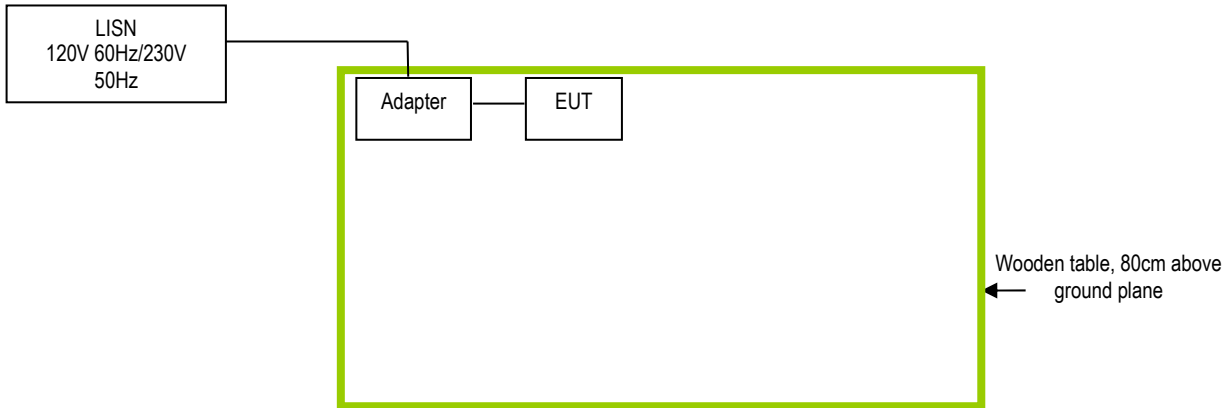 LISN
120V 60Hz/230V
50Hz
Adapter
EUT
Wooden table, 80cm above
ground plane